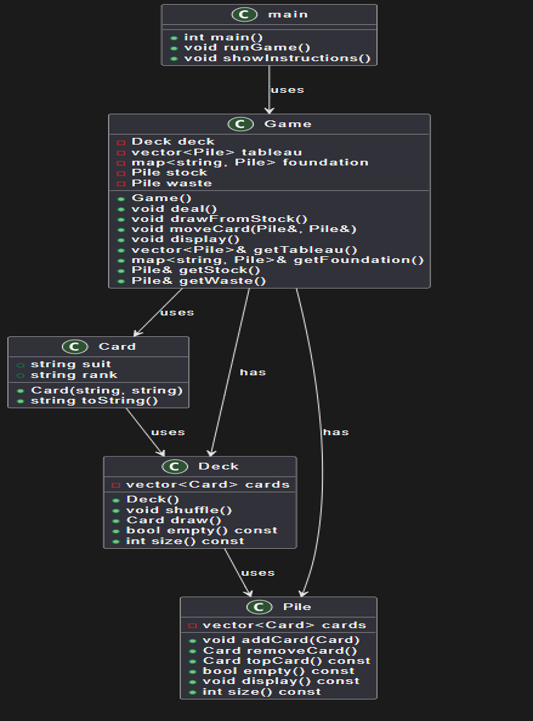 C main
int main()
void runGame()
void showInstructions()
uses
C Game
Deck deck
vector<Pile> tableau
map<string, Pile> foundation
Pile stock
Pile waste
Game()
void deal()
void drawFromStock()
void moveCard(Pile&, Pile&)
void display()
vector<Pile>& getTableau()
map<string, Pile>& getFoundation()
Pile& getStock()
Pile& getWaste()
uses
C Card
string suit
string rank
Card(string, string)
string toString()
has
uses
has
C Deck
vector<Card> cards
Deck()
void shuffle()
Card draw()
bool empty() const
int size() const
uses
C Pile
vector<Card> cards
void addCard(Card)
Card removeCard()
Card topCard() const
bool empty() const
void display() const
int size() const